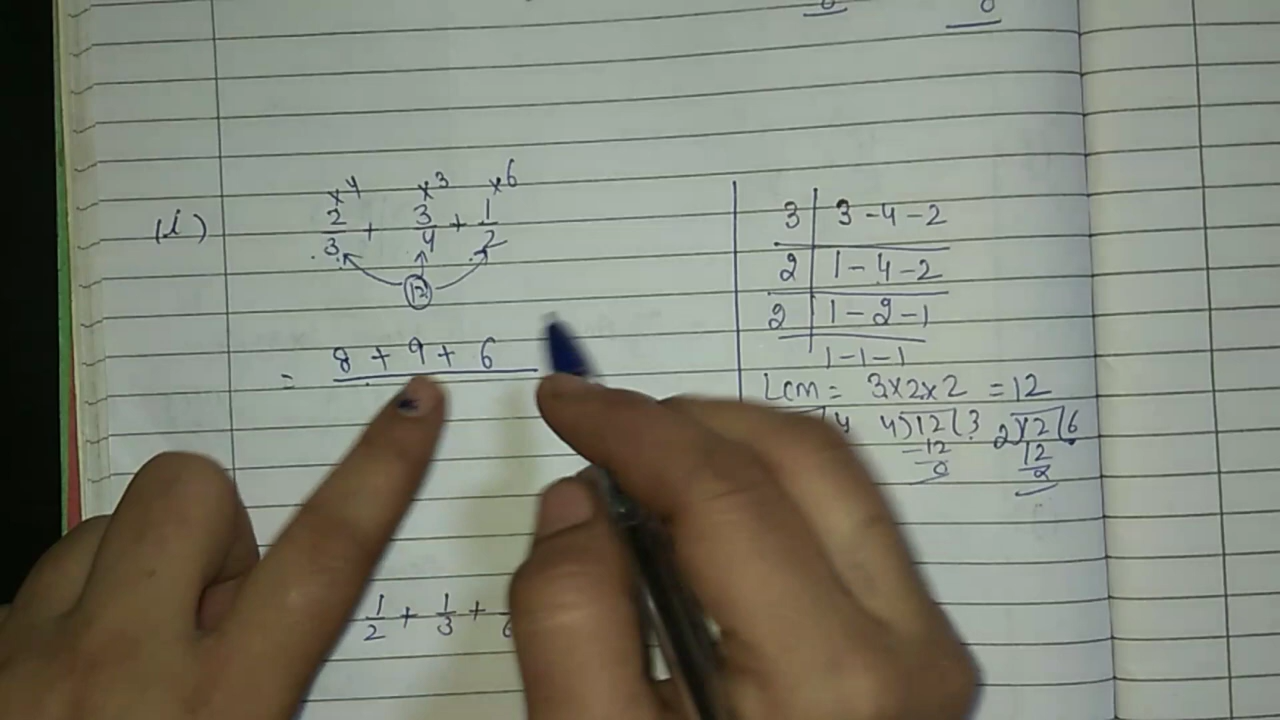 ×4 ×3 ×6
(i) 2/3 + 3/4 + 1/2
12
= 8 + 9 + 6
1/2 + 1/3 +
3 | 3 - 4 - 2
2 | 1 - 4 - 2
2 | 1 - 2 - 1
1 - 1 - 1
Lcm = 3×2×2 = 12
4 4)12(3 2)12(6
-12 12
0 0